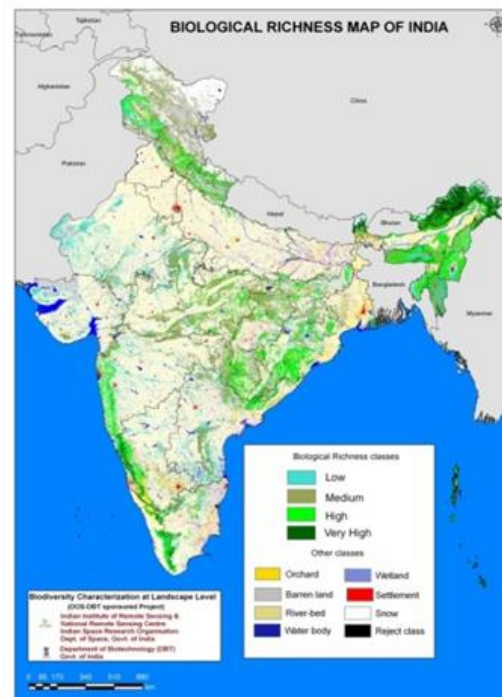 BIOLOGICAL RICHNESS MAP OF INDIA
Tajikistan
Afghanistan
China
Pakistan
Nepal
Bhutan
Bangladesh
Myanmar
Biological Richness classes
Low
Medium
High
Very High
Other classes
Orchard
Wetland
Barren land
Settlement
River-bed
Snow
Water body
Reject class
Biodiversity Characterization at Landscape Level
(DOS-DBT sponsored Project)
Indian Institute of Remote Sensing &
National Remote Sensing Centre
Indian Space Research Organisation
Dept. of Space, Govt. of India
Department of Biotechnology (DBT)
Govt. of India
340
510